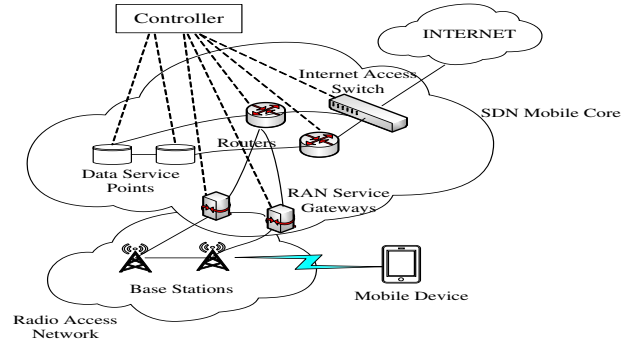 Controller
INTERNET
Internet Access
Switch
SDN Mobile Core
Routers
Data Service
Points
RAN Service
Gateways
Base Stations
Mobile Device
Radio Access
Network